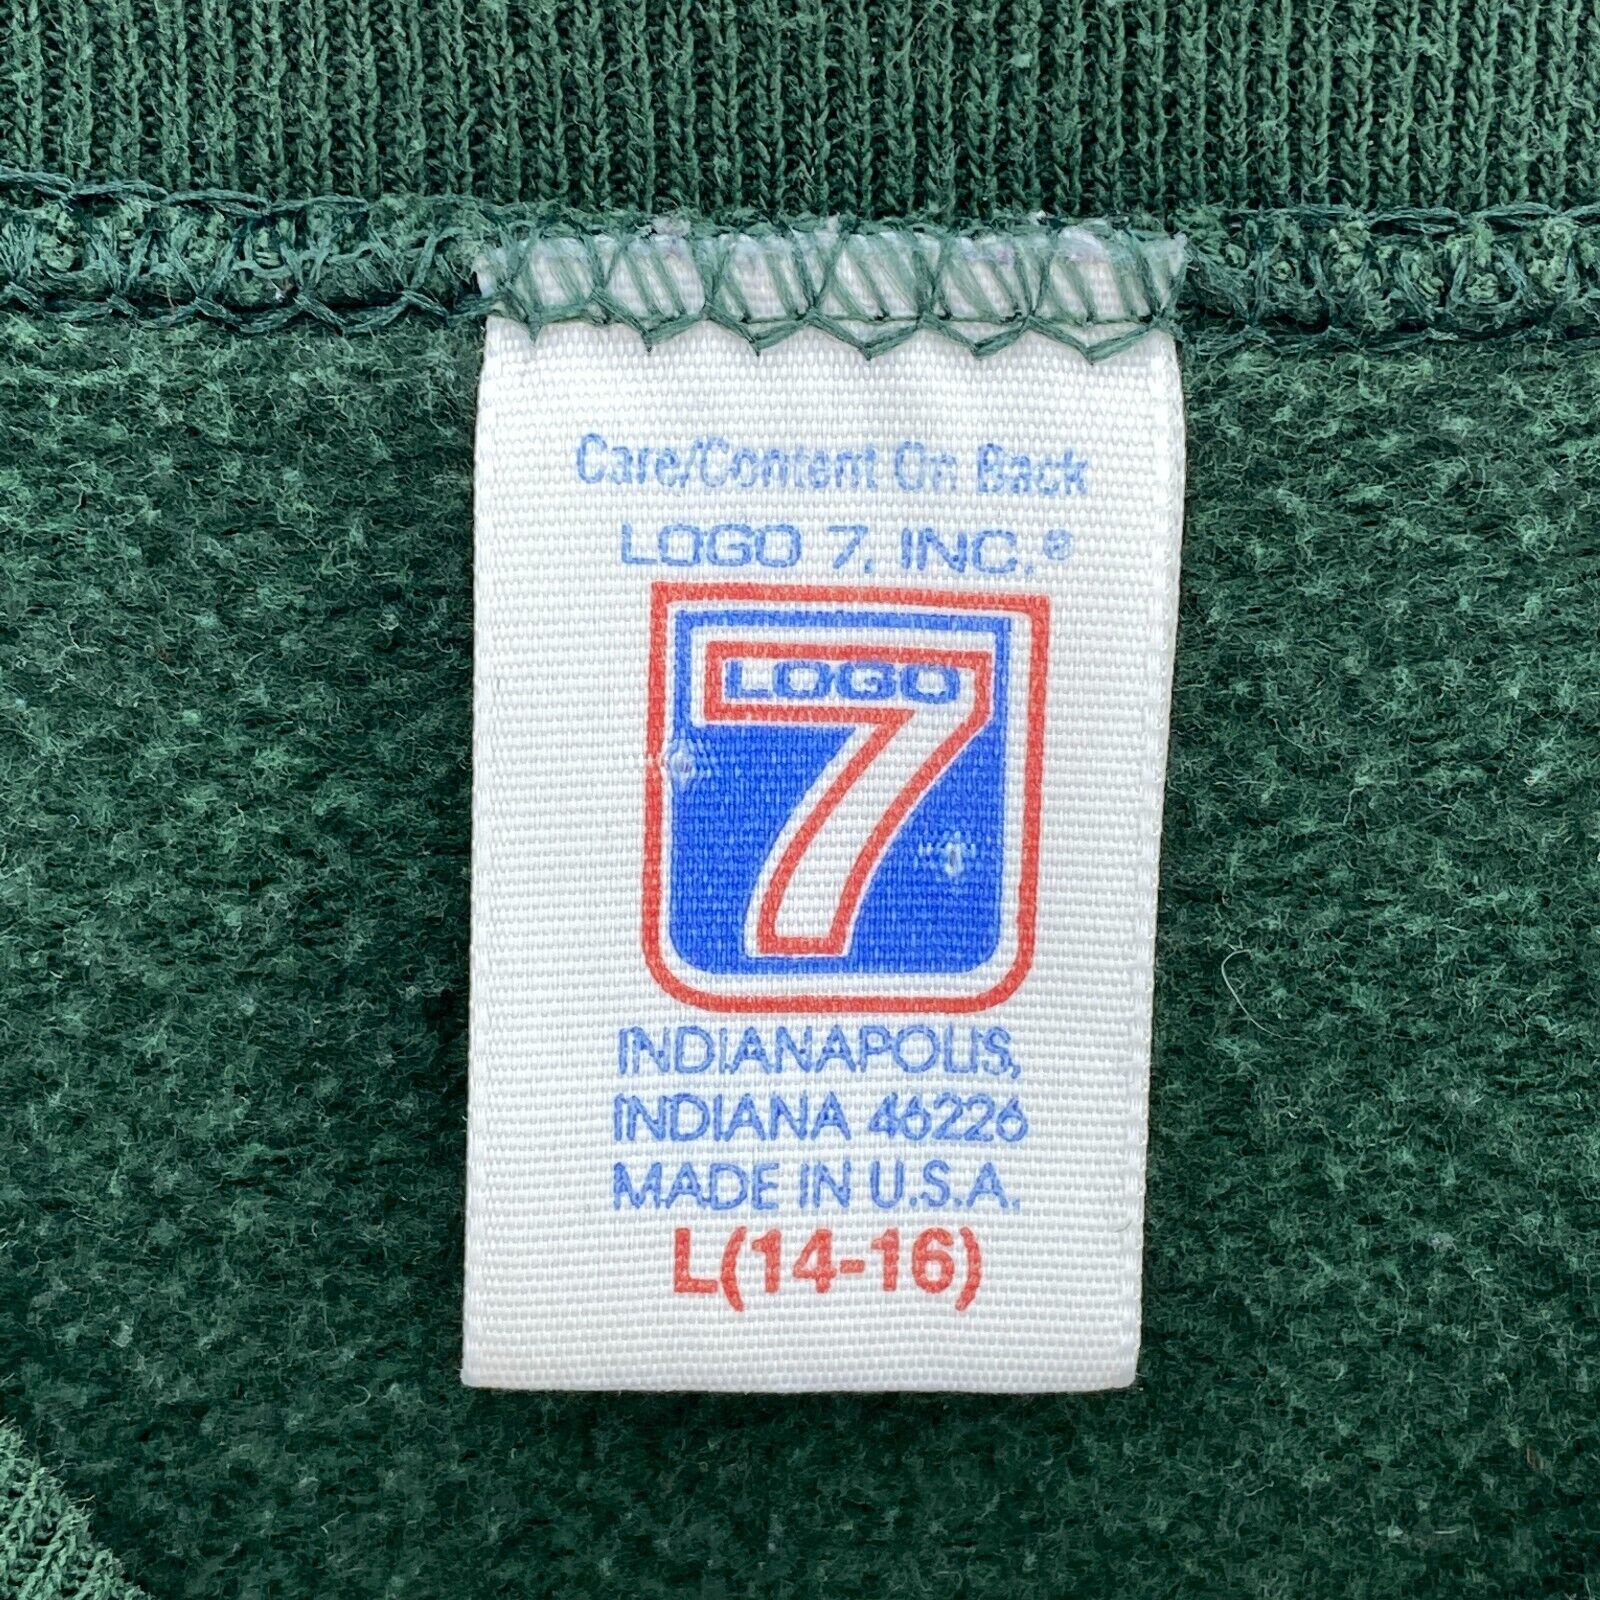 Care/Content On Back
LOGO 7, INC.®
LOGO
7
INDIANAPOLIS,
INDIANA 46226
MADE IN U.S.A.
L(14-16)